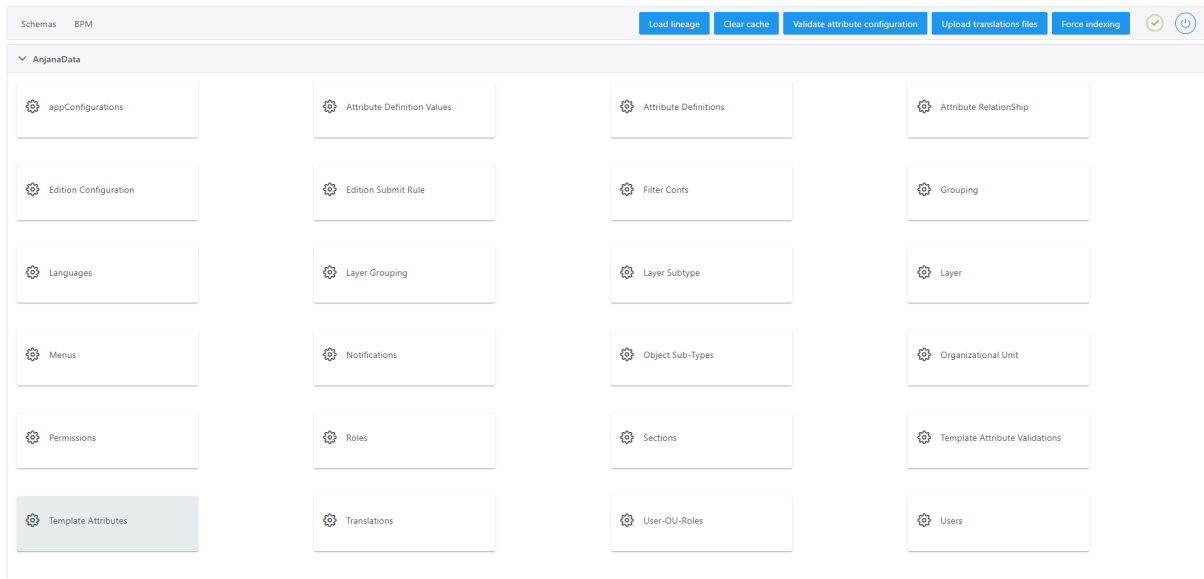 Schemas BPM Load lineage Clear cache Validate attribute configuration Upload translations files Force indexing
AnjanaData
appConfigurations Attribute Definition Values Attribute Definitions Attribute RelationShip
Edition Configuration Edition Submit Rule Filter Confs Grouping
Languages Layer Grouping Layer Subtype Layer
Menus Notifications Object Sub-Types Organizational Unit
Permissions Roles Sections Template Attribute Validations
Template Attributes Translations User-OU-Roles Users